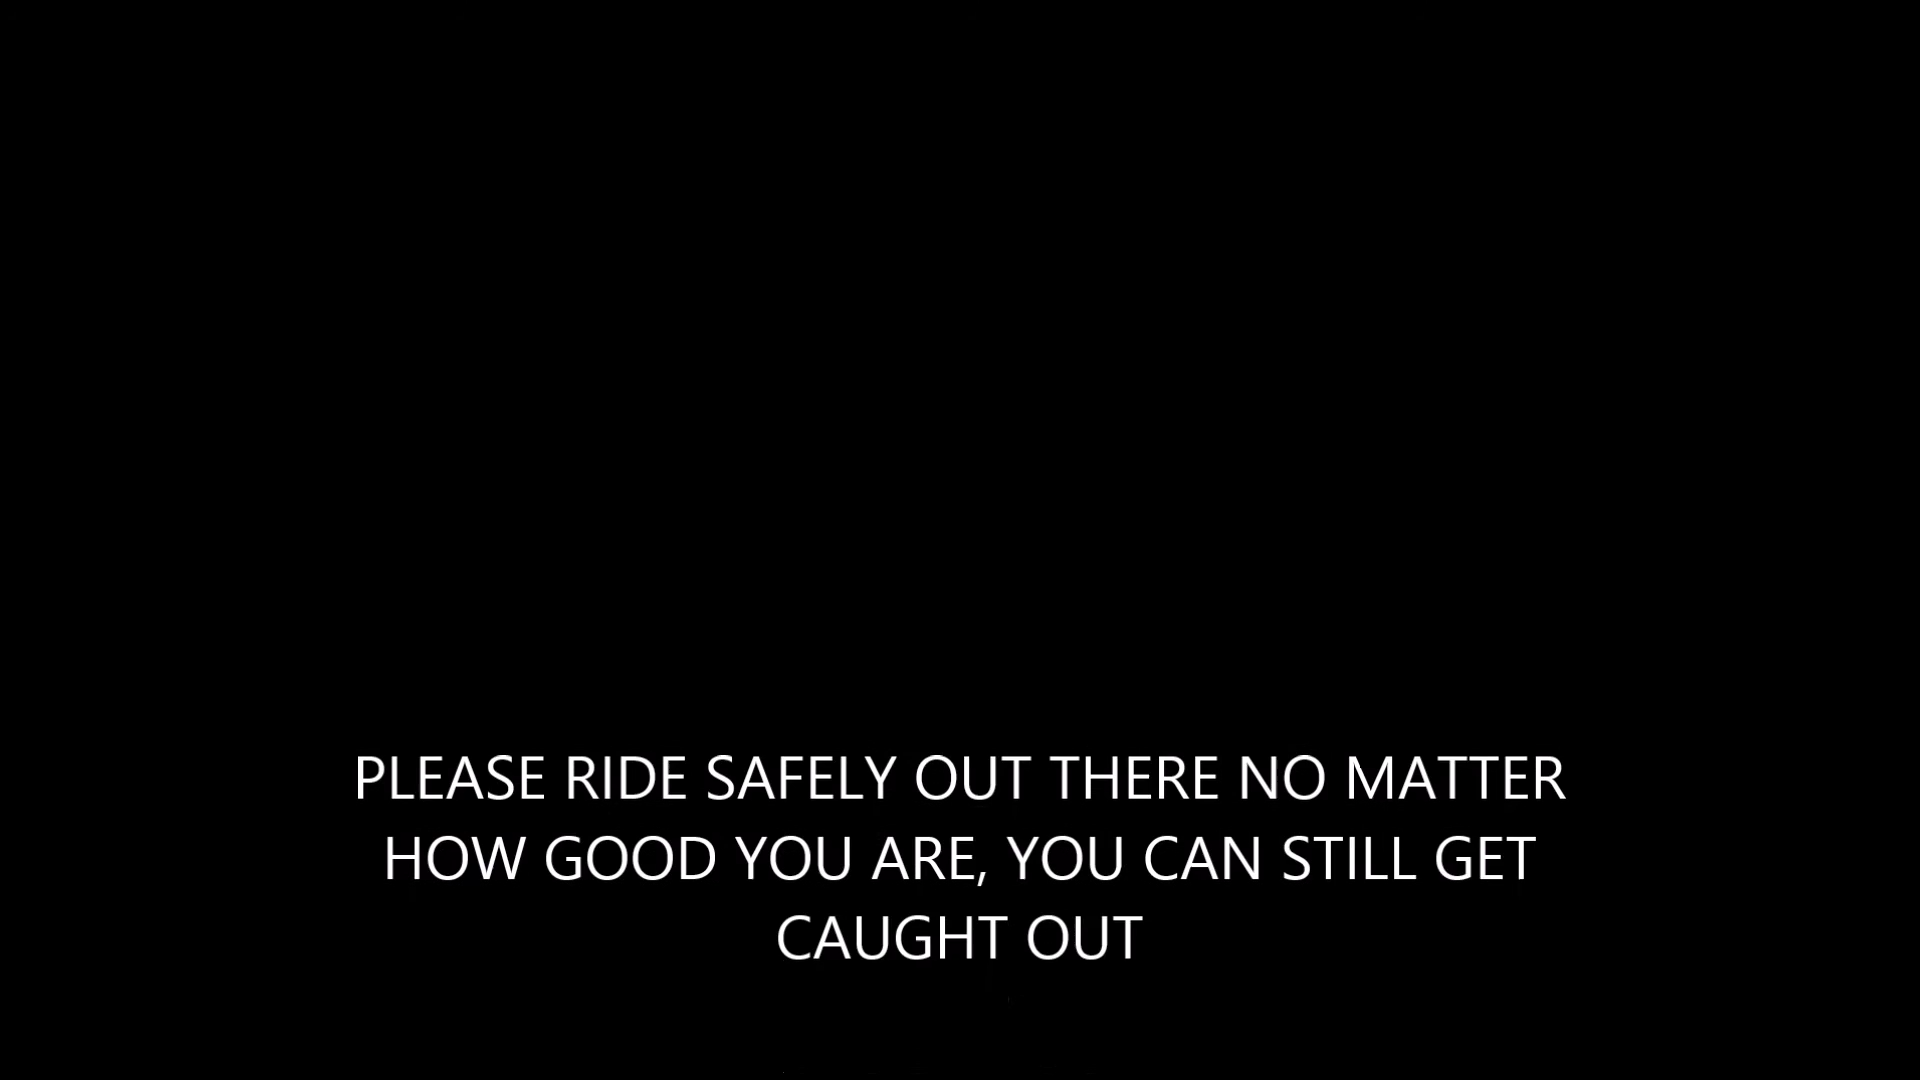 PLEASE RIDE SAFELY OUT THERE NO MATTER
HOW GOOD YOU ARE, YOU CAN STILL GET
CAUGHT OUT